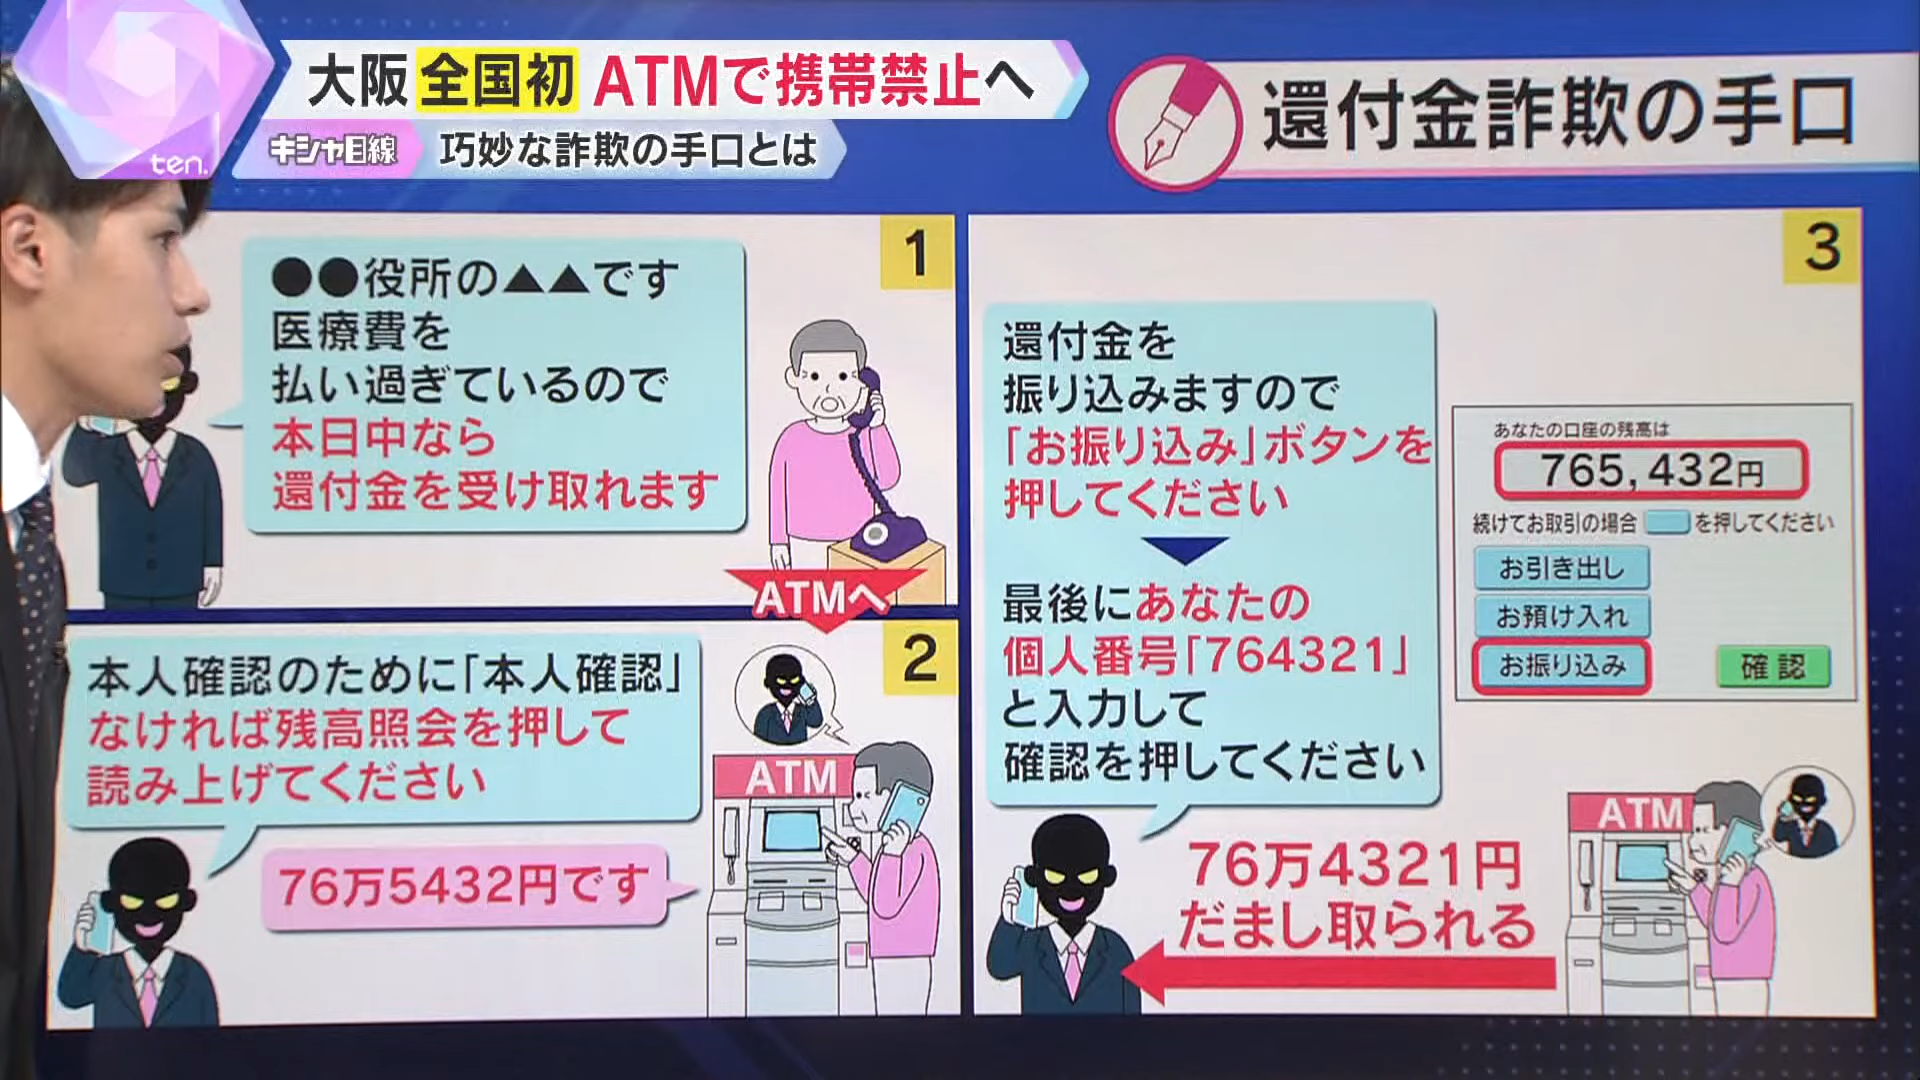 大阪 全国初 ATMで携帯禁止へ
ten.
キシャ目線 巧妙な詐欺の手口とは
還付金詐欺の手口
1
●●役所の▲▲です
医療費を
払い過ぎているので
本日中なら
還付金を受け取れます
ATMへ
2
本人確認のために「本人確認」
なければ残高照会を押して
読み上げてください
76万5432円です
ATM
3
還付金を
振り込みますので
「お振り込み」ボタンを
押してください
最後にあなたの
個人番号「764321」
と入力して
確認を押してください
あなたの口座の残高は
765,432円
続けてお取引の場合 を押してください
お引き出し
お預け入れ
お振り込み
確認
76万4321円
だまし取られる
ATM